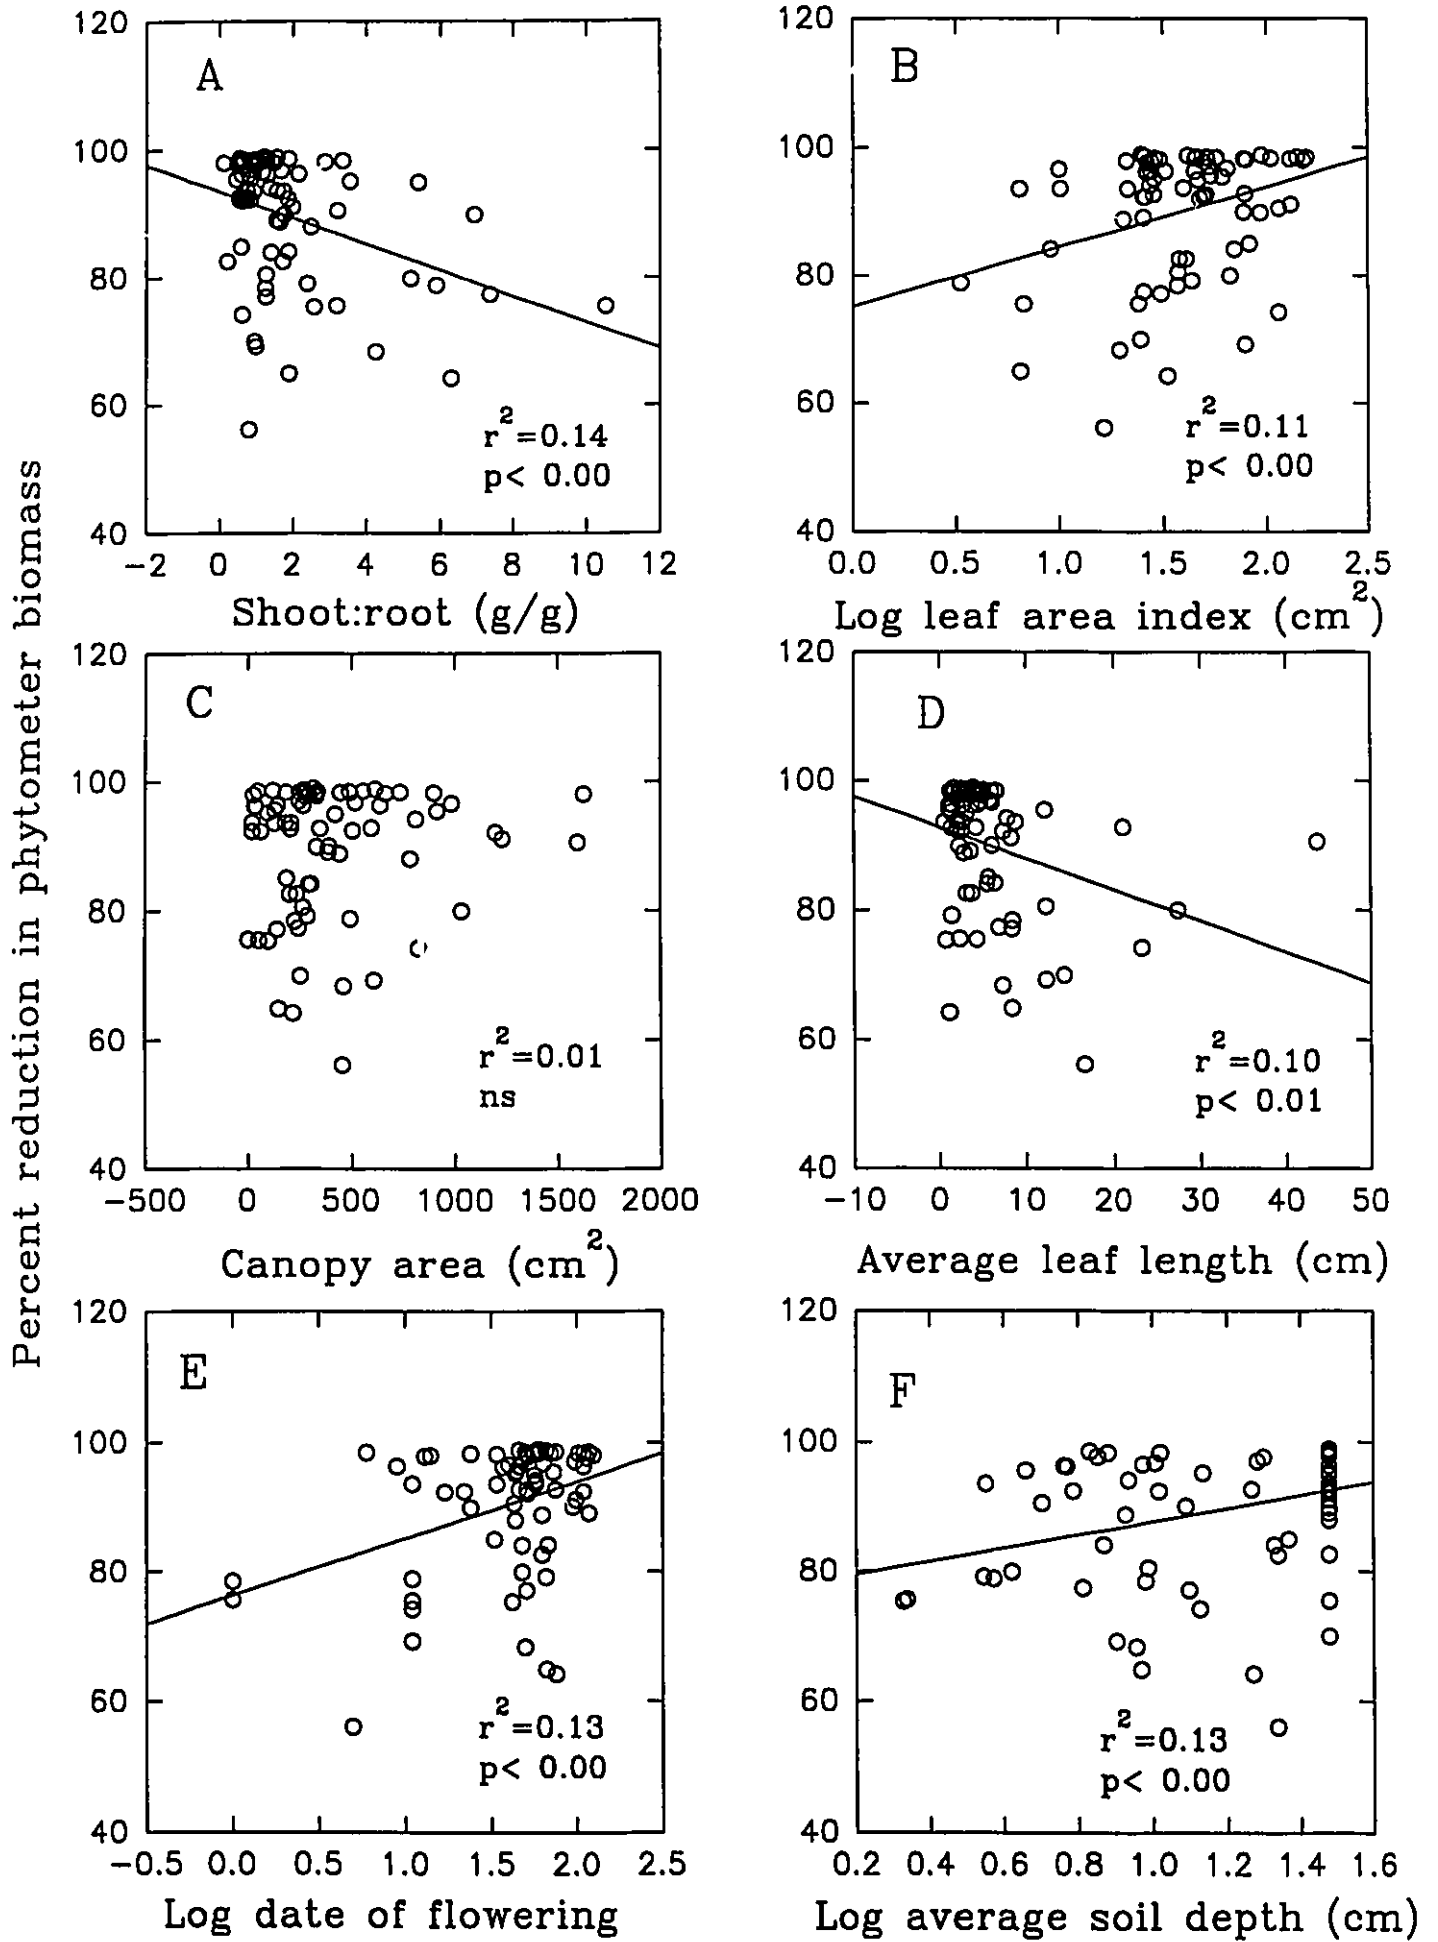 Percent reduction in phytometer biomass
A
120
100
80
60
40
r²=0.14
p< 0.00
-2 0 2 4 6 8 10 12
Shoot:root (g/g)
B
120
100
80
60
40
r²=0.11
p< 0.00
0.0 0.5 1.0 1.5 2.0 2.5
Log leaf area index (cm²)
C
120
100
80
60
40
r²=0.01
ns
-500 0 500 1000 1500 2000
Canopy area (cm²)
D
120
100
80
60
40
r²=0.10
p< 0.01
-10 0 10 20 30 40 50
Average leaf length (cm)
E
120
100
80
60
40
r²=0.13
p< 0.00
-0.5 0.0 0.5 1.0 1.5 2.0 2.5
Log date of flowering
F
120
100
80
60
40
r²=0.13
p< 0.00
0.2 0.4 0.6 0.8 1.0 1.2 1.4 1.6
Log average soil depth (cm)